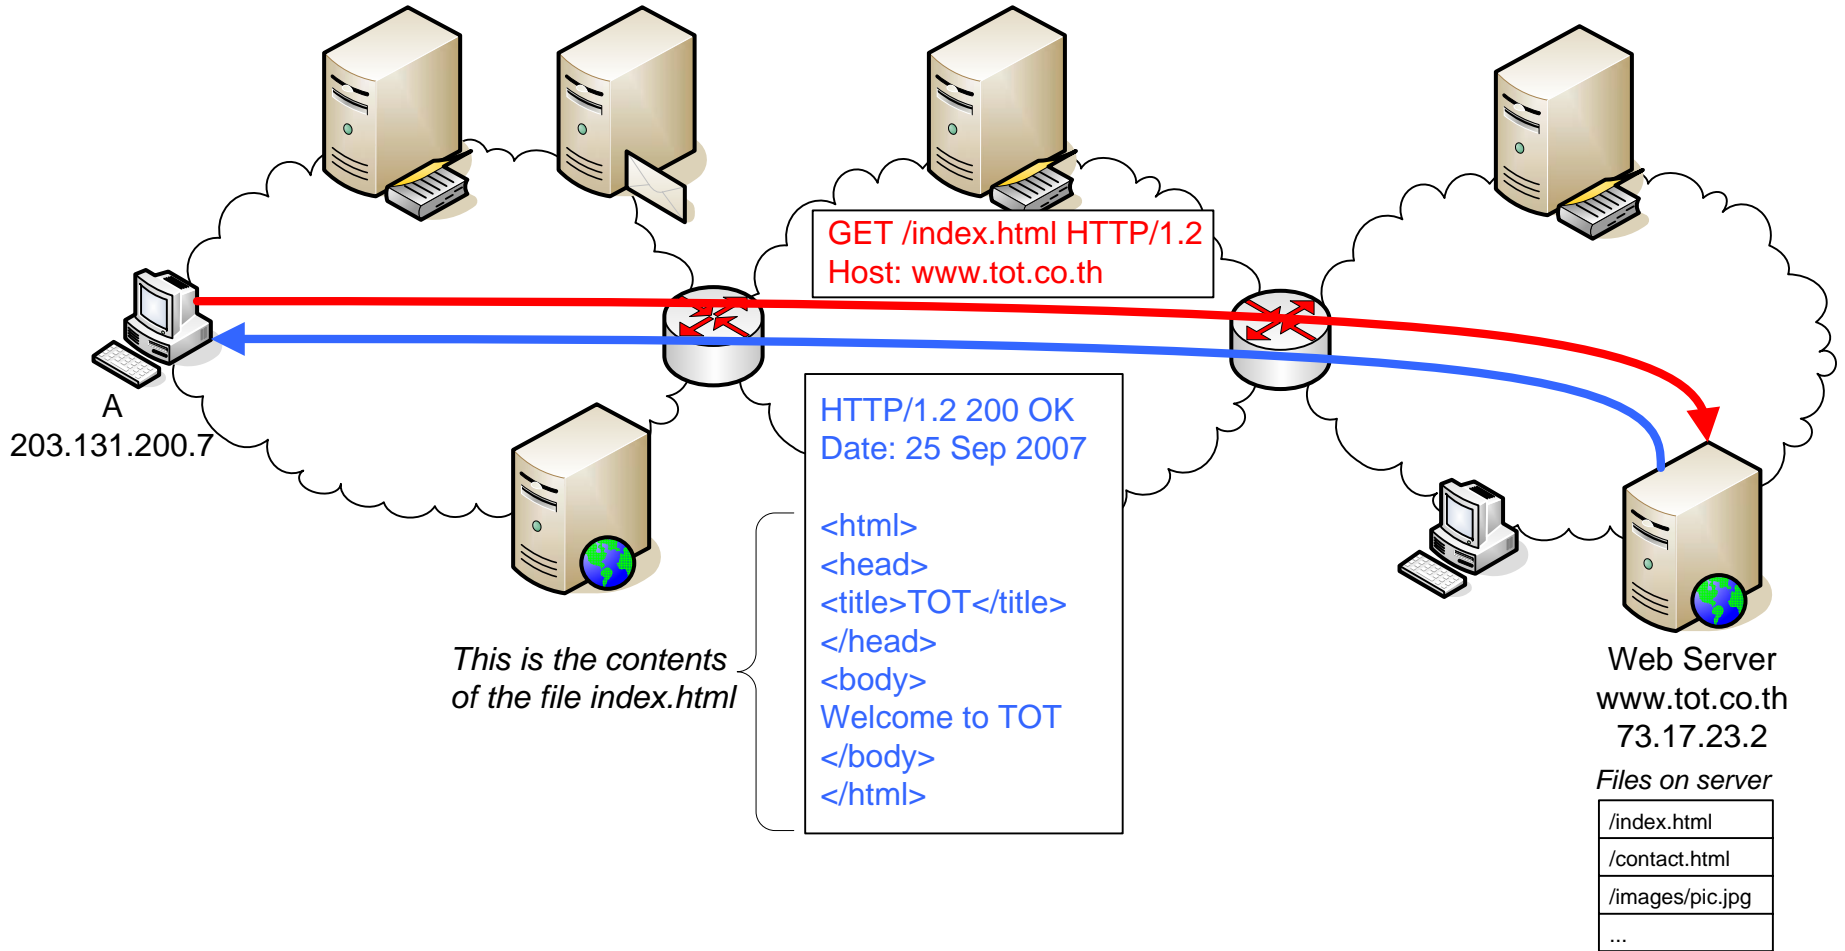 GET /index.html HTTP/1.2
Host: www.tot.co.th
A
203.131.200.7
HTTP/1.2 200 OK
Date: 25 Sep 2007
<html>
<head>
<title>TOT</title>
</head>
<body>
Welcome to TOT
</body>
</html>
This is the contents
of the file index.html
Web Server
www.tot.co.th
73.17.23.2
Files on server
/index.html
/contact.html
/images/pic.jpg
...